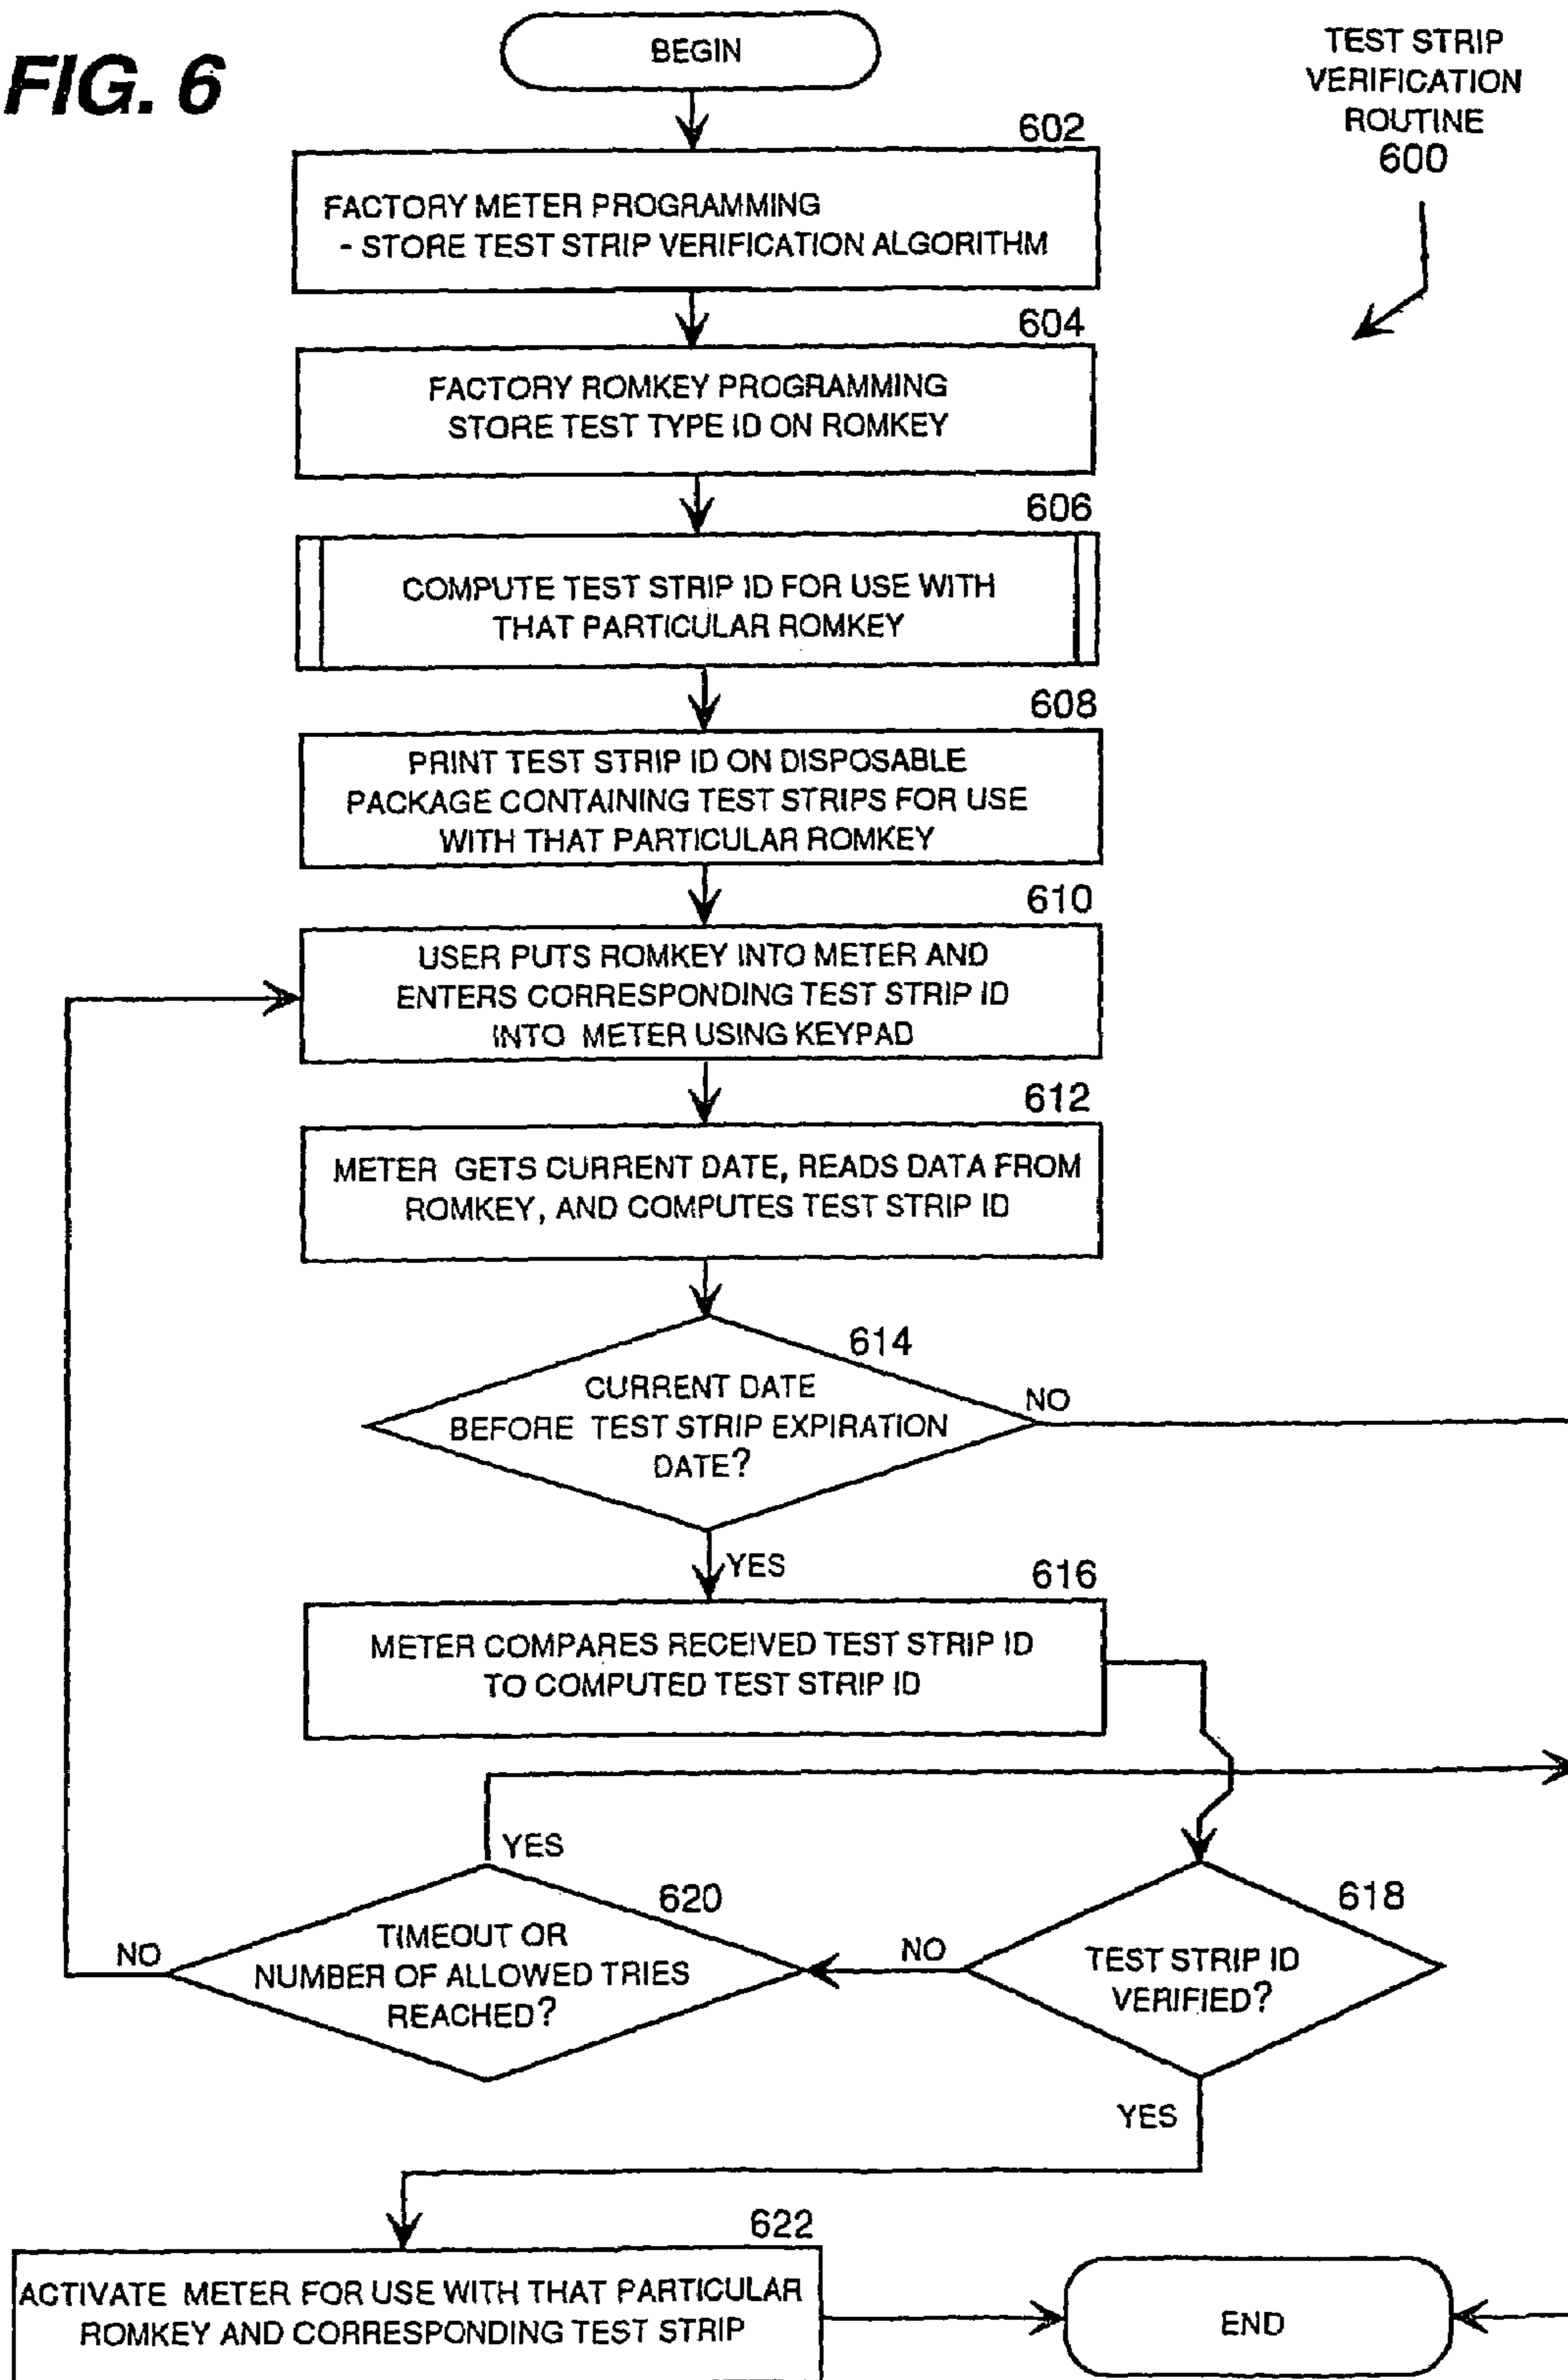 FIG. 6
BEGIN
TEST STRIP
VERIFICATION
ROUTINE
600
602
FACTORY METER PROGRAMMING
- STORE TEST STRIP VERIFICATION ALGORITHM
604
FACTORY ROMKEY PROGRAMMING
STORE TEST TYPE ID ON ROMKEY
606
COMPUTE TEST STRIP ID FOR USE WITH
THAT PARTICULAR ROMKEY
608
PRINT TEST STRIP ID ON DISPOSABLE
PACKAGE CONTAINING TEST STRIPS FOR USE
WITH THAT PARTICULAR ROMKEY
610
USER PUTS ROMKEY INTO METER AND
ENTERS CORRESPONDING TEST STRIP ID
INTO METER USING KEYPAD
612
METER GETS CURRENT DATE, READS DATA FROM
ROMKEY, AND COMPUTES TEST STRIP ID
614
CURRENT DATE
BEFORE TEST STRIP EXPIRATION
DATE?
NO
YES
616
METER COMPARES RECEIVED TEST STRIP ID
TO COMPUTED TEST STRIP ID
YES
620
TIMEOUT OR
NUMBER OF ALLOWED TRIES
REACHED?
NO
NO
618
TEST STRIP ID
VERIFIED?
YES
622
ACTIVATE METER FOR USE WITH THAT PARTICULAR
ROMKEY AND CORRESPONDING TEST STRIP
END